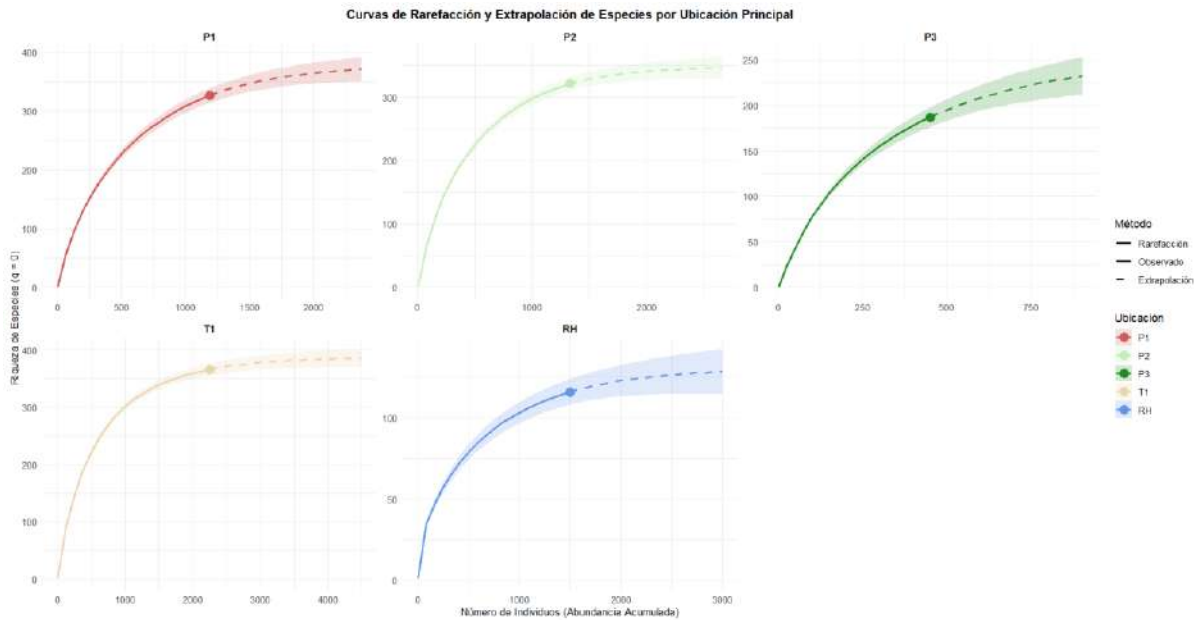 Curvas de Rarefacción y Extrapolación de Especies por Ubicación Principal
P1
P2
P3
400
300
200
100
0
0
500
1000
1500
2000
300
200
100
0
0
1000
2000
250
200
150
100
50
0
0
250
500
750
T1
RH
400
300
200
100
0
0
1000
2000
3000
4000
100
50
0
0
1000
2000
3000
Riqueza de Especies (q = 0)
Número de Individuos (Abundancia Acumulada)
Método
Rarefacción
Observado
Extrapolación
Ubicación
P1
P2
P3
T1
RH